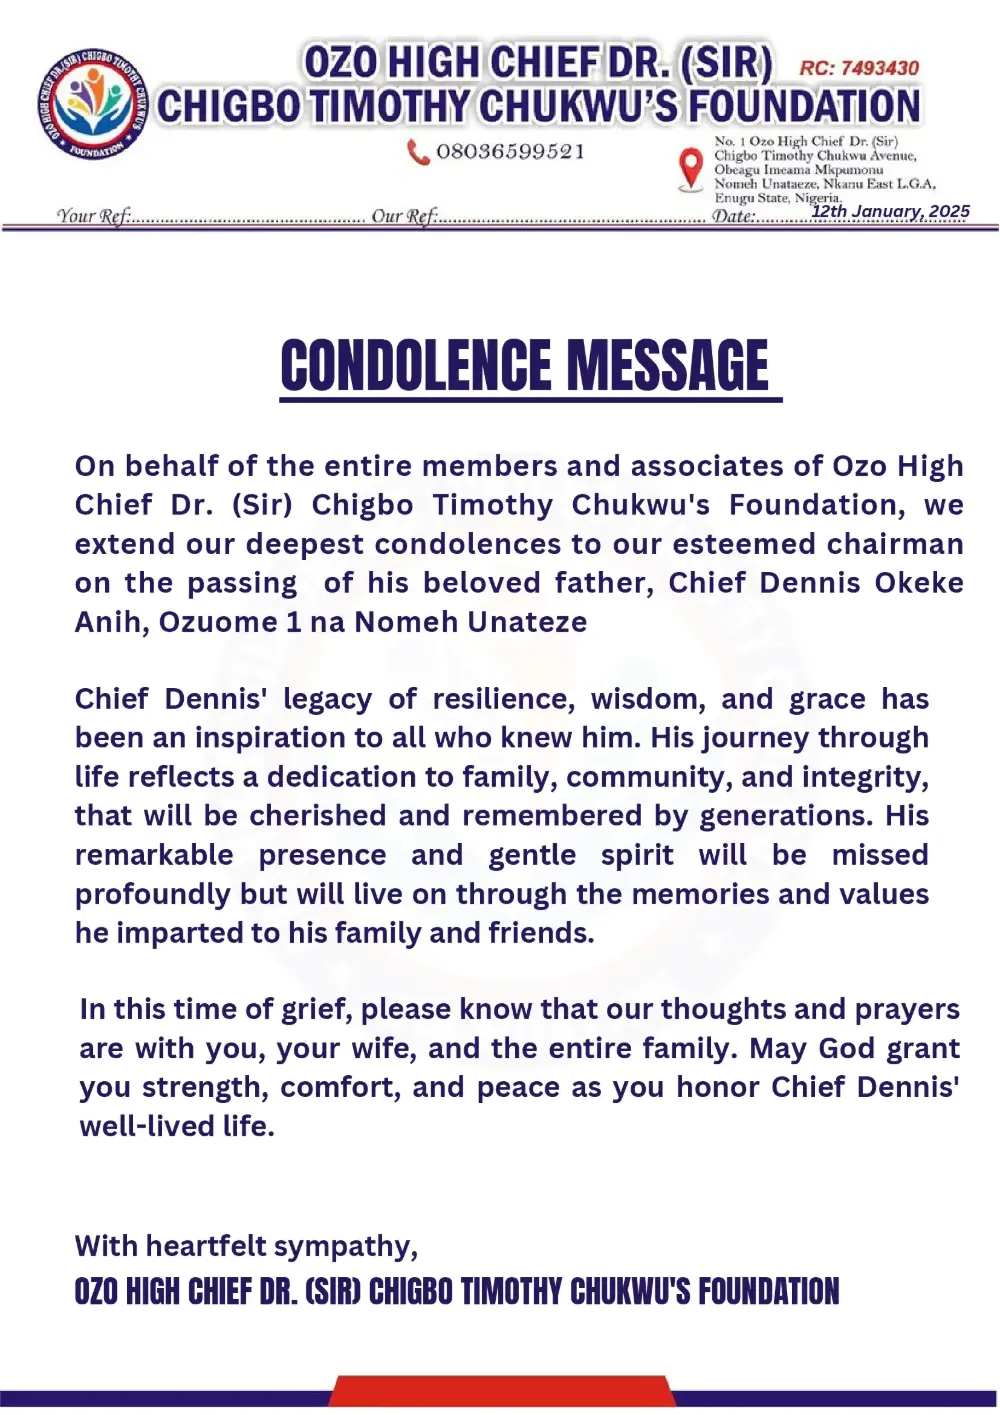 OZO HIGH CHIEF DR. (SIR) CHIGBO TIMOTHY CHUKWU'S
FOUNDATION
OZO HIGH CHIEF DR. (SIR)
RC: 7493430
CHIGBO TIMOTHY CHUKWU'S FOUNDATION
08036599521
No. 1 Ozo High Chief Dr. (Sir)
Chigbo Timothy Chukwu Avenue,
Obeagu Imeama Mkpumonu
Nomeh Unataeze, Nkanu East L.G.A,
Enugu State, Nigeria.
Your Ref:.......................................... Our Ref:................................................ Date:..........12th January, 2025
CONDOLENCE MESSAGE
On behalf of the entire members and associates of Ozo High
Chief Dr. (Sir) Chigbo Timothy Chukwu's Foundation, we
extend our deepest condolences to our esteemed chairman
on the passing of his beloved father, Chief Dennis Okeke
Anih, Ozuome 1 na Nomeh Unateze
Chief Dennis' legacy of resilience, wisdom, and grace has
been an inspiration to all who knew him. His journey through
life reflects a dedication to family, community, and integrity,
that will be cherished and remembered by generations. His
remarkable presence and gentle spirit will be missed
profoundly but will live on through the memories and values
he imparted to his family and friends.
In this time of grief, please know that our thoughts and prayers
are with you, your wife, and the entire family. May God grant
you strength, comfort, and peace as you honor Chief Dennis'
well-lived life.
With heartfelt sympathy,
OZO HIGH CHIEF DR. (SIR) CHIGBO TIMOTHY CHUKWU'S FOUNDATION